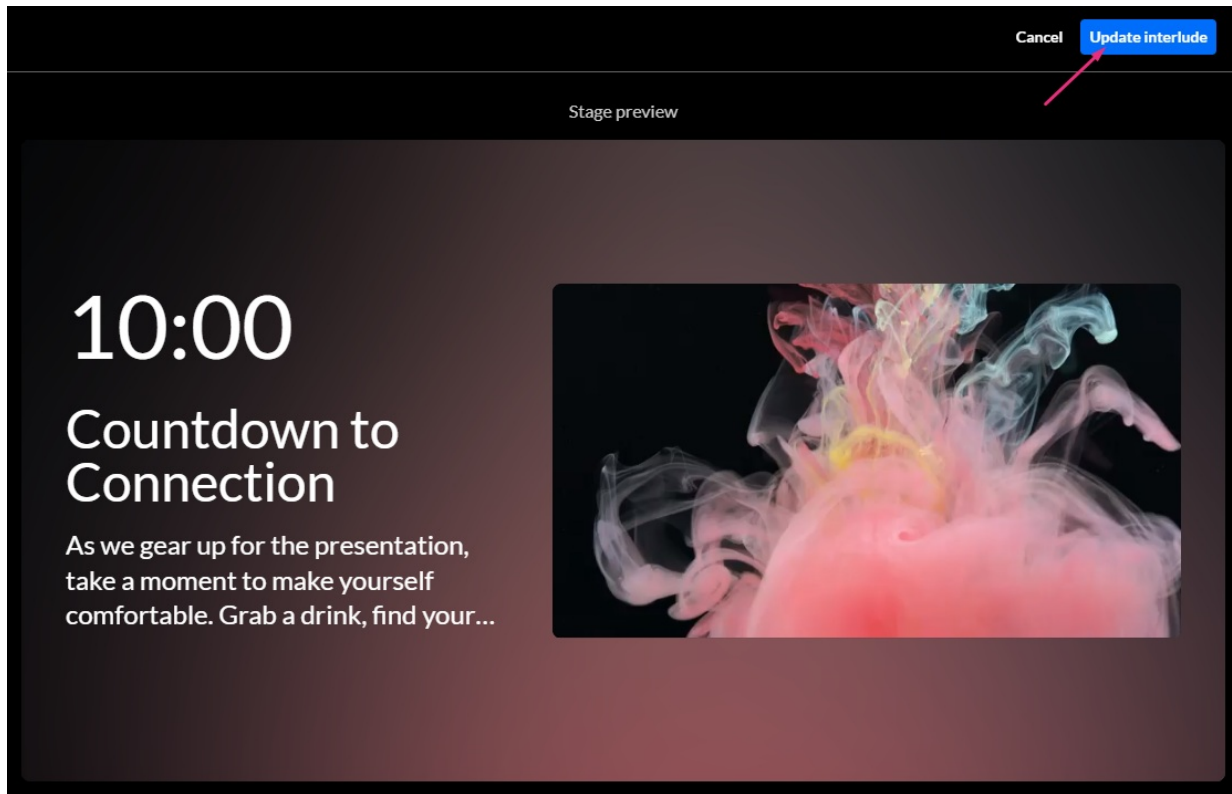 Cancel Update interlude
Stage preview
10:00
Countdown to
Connection
As we gear up for the presentation,
take a moment to make yourself
comfortable. Grab a drink, find your...